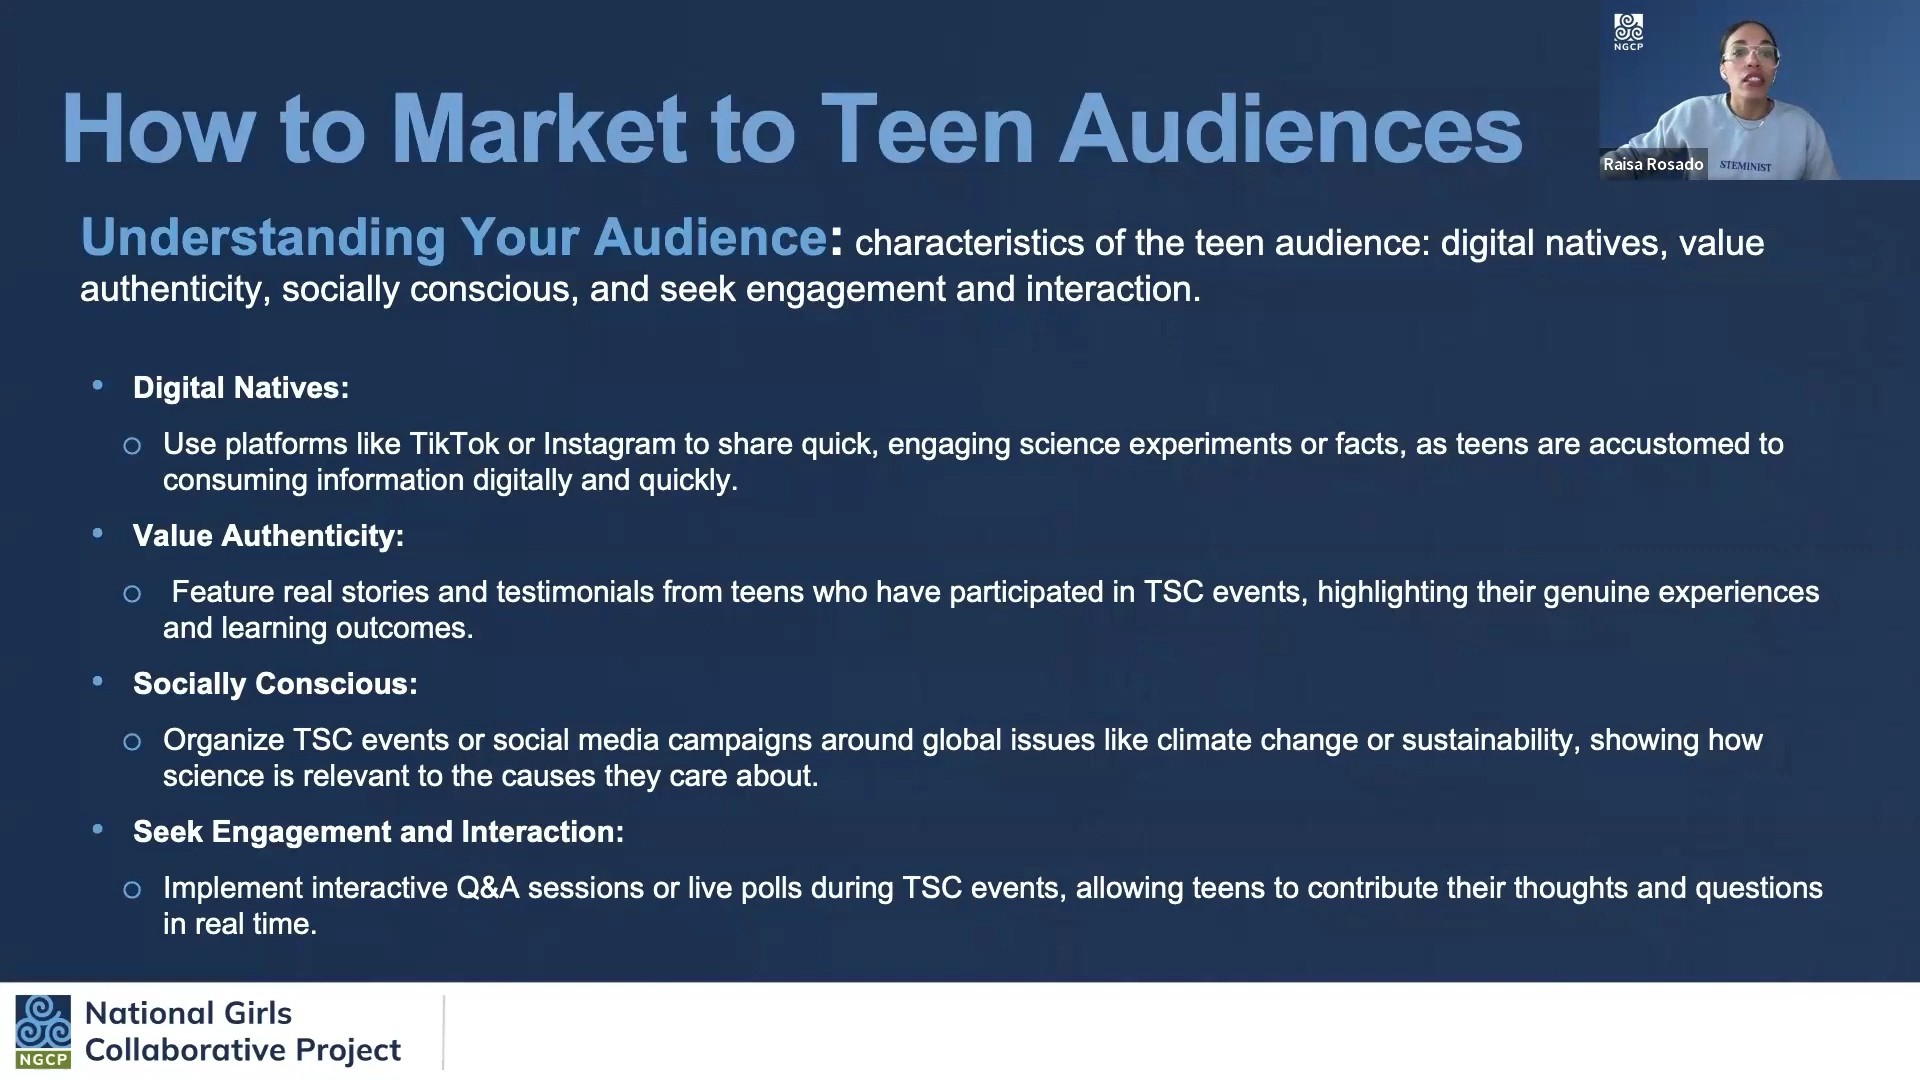 How to Market to Teen Audiences
NGCP
Raisa Rosado
STEMINIST
Understanding Your Audience: characteristics of the teen audience: digital natives, value
authenticity, socially conscious, and seek engagement and interaction.
• Digital Natives:
○ Use platforms like TikTok or Instagram to share quick, engaging science experiments or facts, as teens are accustomed to
consuming information digitally and quickly.
• Value Authenticity:
○ Feature real stories and testimonials from teens who have participated in TSC events, highlighting their genuine experiences
and learning outcomes.
• Socially Conscious:
○ Organize TSC events or social media campaigns around global issues like climate change or sustainability, showing how
science is relevant to the causes they care about.
• Seek Engagement and Interaction:
○ Implement interactive Q&A sessions or live polls during TSC events, allowing teens to contribute their thoughts and questions
in real time.
NGCP
National Girls
Collaborative Project